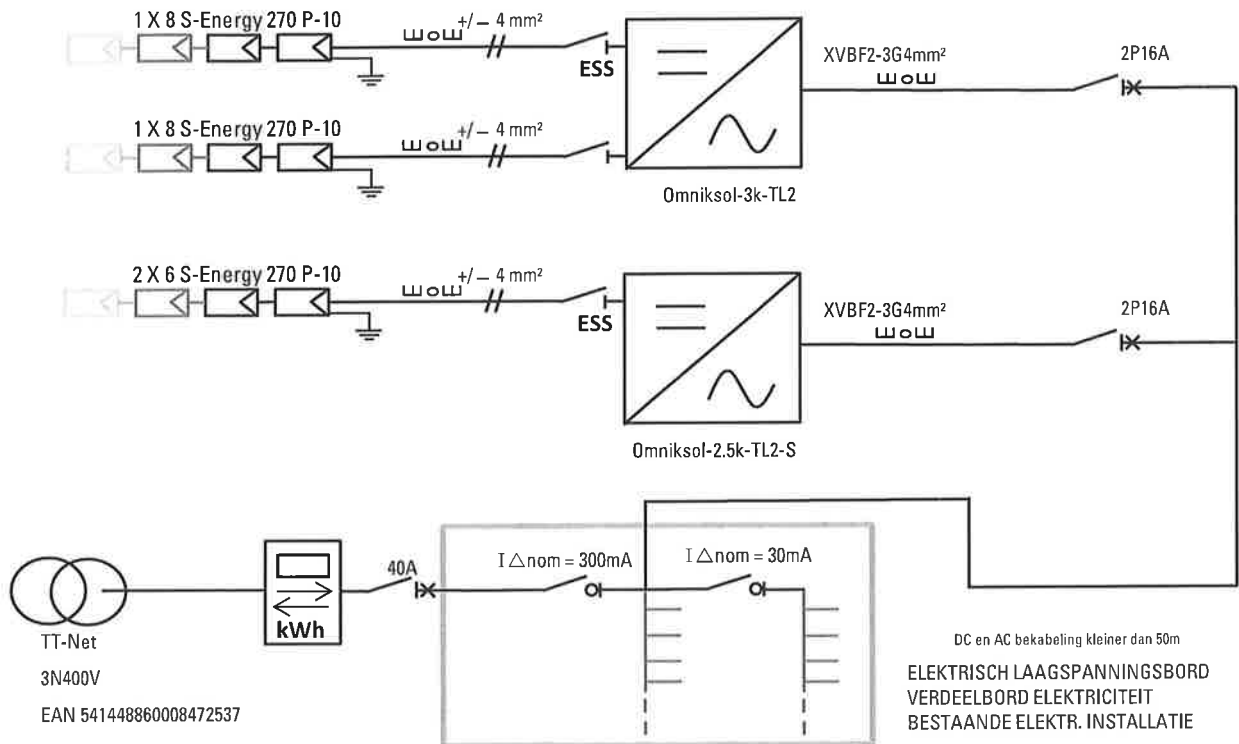 1 X 8 S-Energy 270 P-10
+/– 4 mm²
ESS
XVBF2-3G4mm²
2P16A
1 X 8 S-Energy 270 P-10
+/– 4 mm²
Omniksol-3k-TL2
2 X 6 S-Energy 270 P-10
+/– 4 mm²
ESS
XVBF2-3G4mm²
2P16A
Omniksol-2.5k-TL2-S
40A
I △nom = 300mA
I △nom = 30mA
kWh
TT-Net
3N400V
EAN 541448860008472537
DC en AC bekabeling kleiner dan 50m
ELEKTRISCH LAAGSPANNINGSBORD
VERDEELBORD ELEKTRICITEIT
BESTAANDE ELEKTR. INSTALLATIE